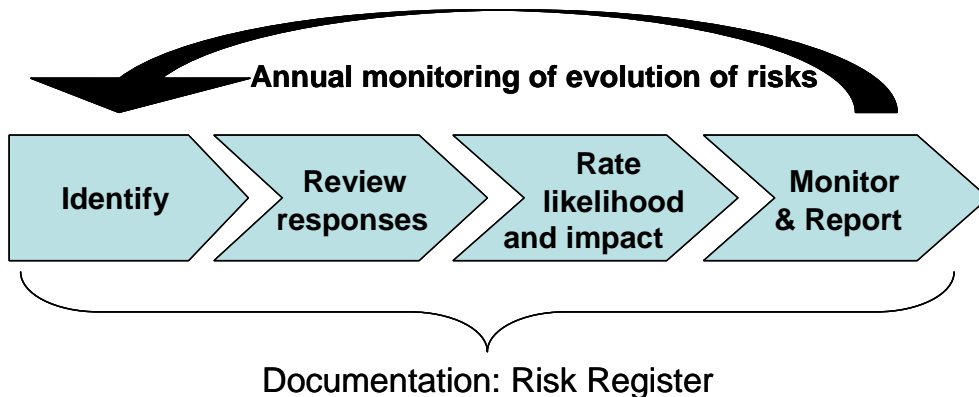 Annual monitoring of evolution of risks
Identify
Review
responses
Rate
likelihood
and impact
Monitor
& Report
Documentation: Risk Register